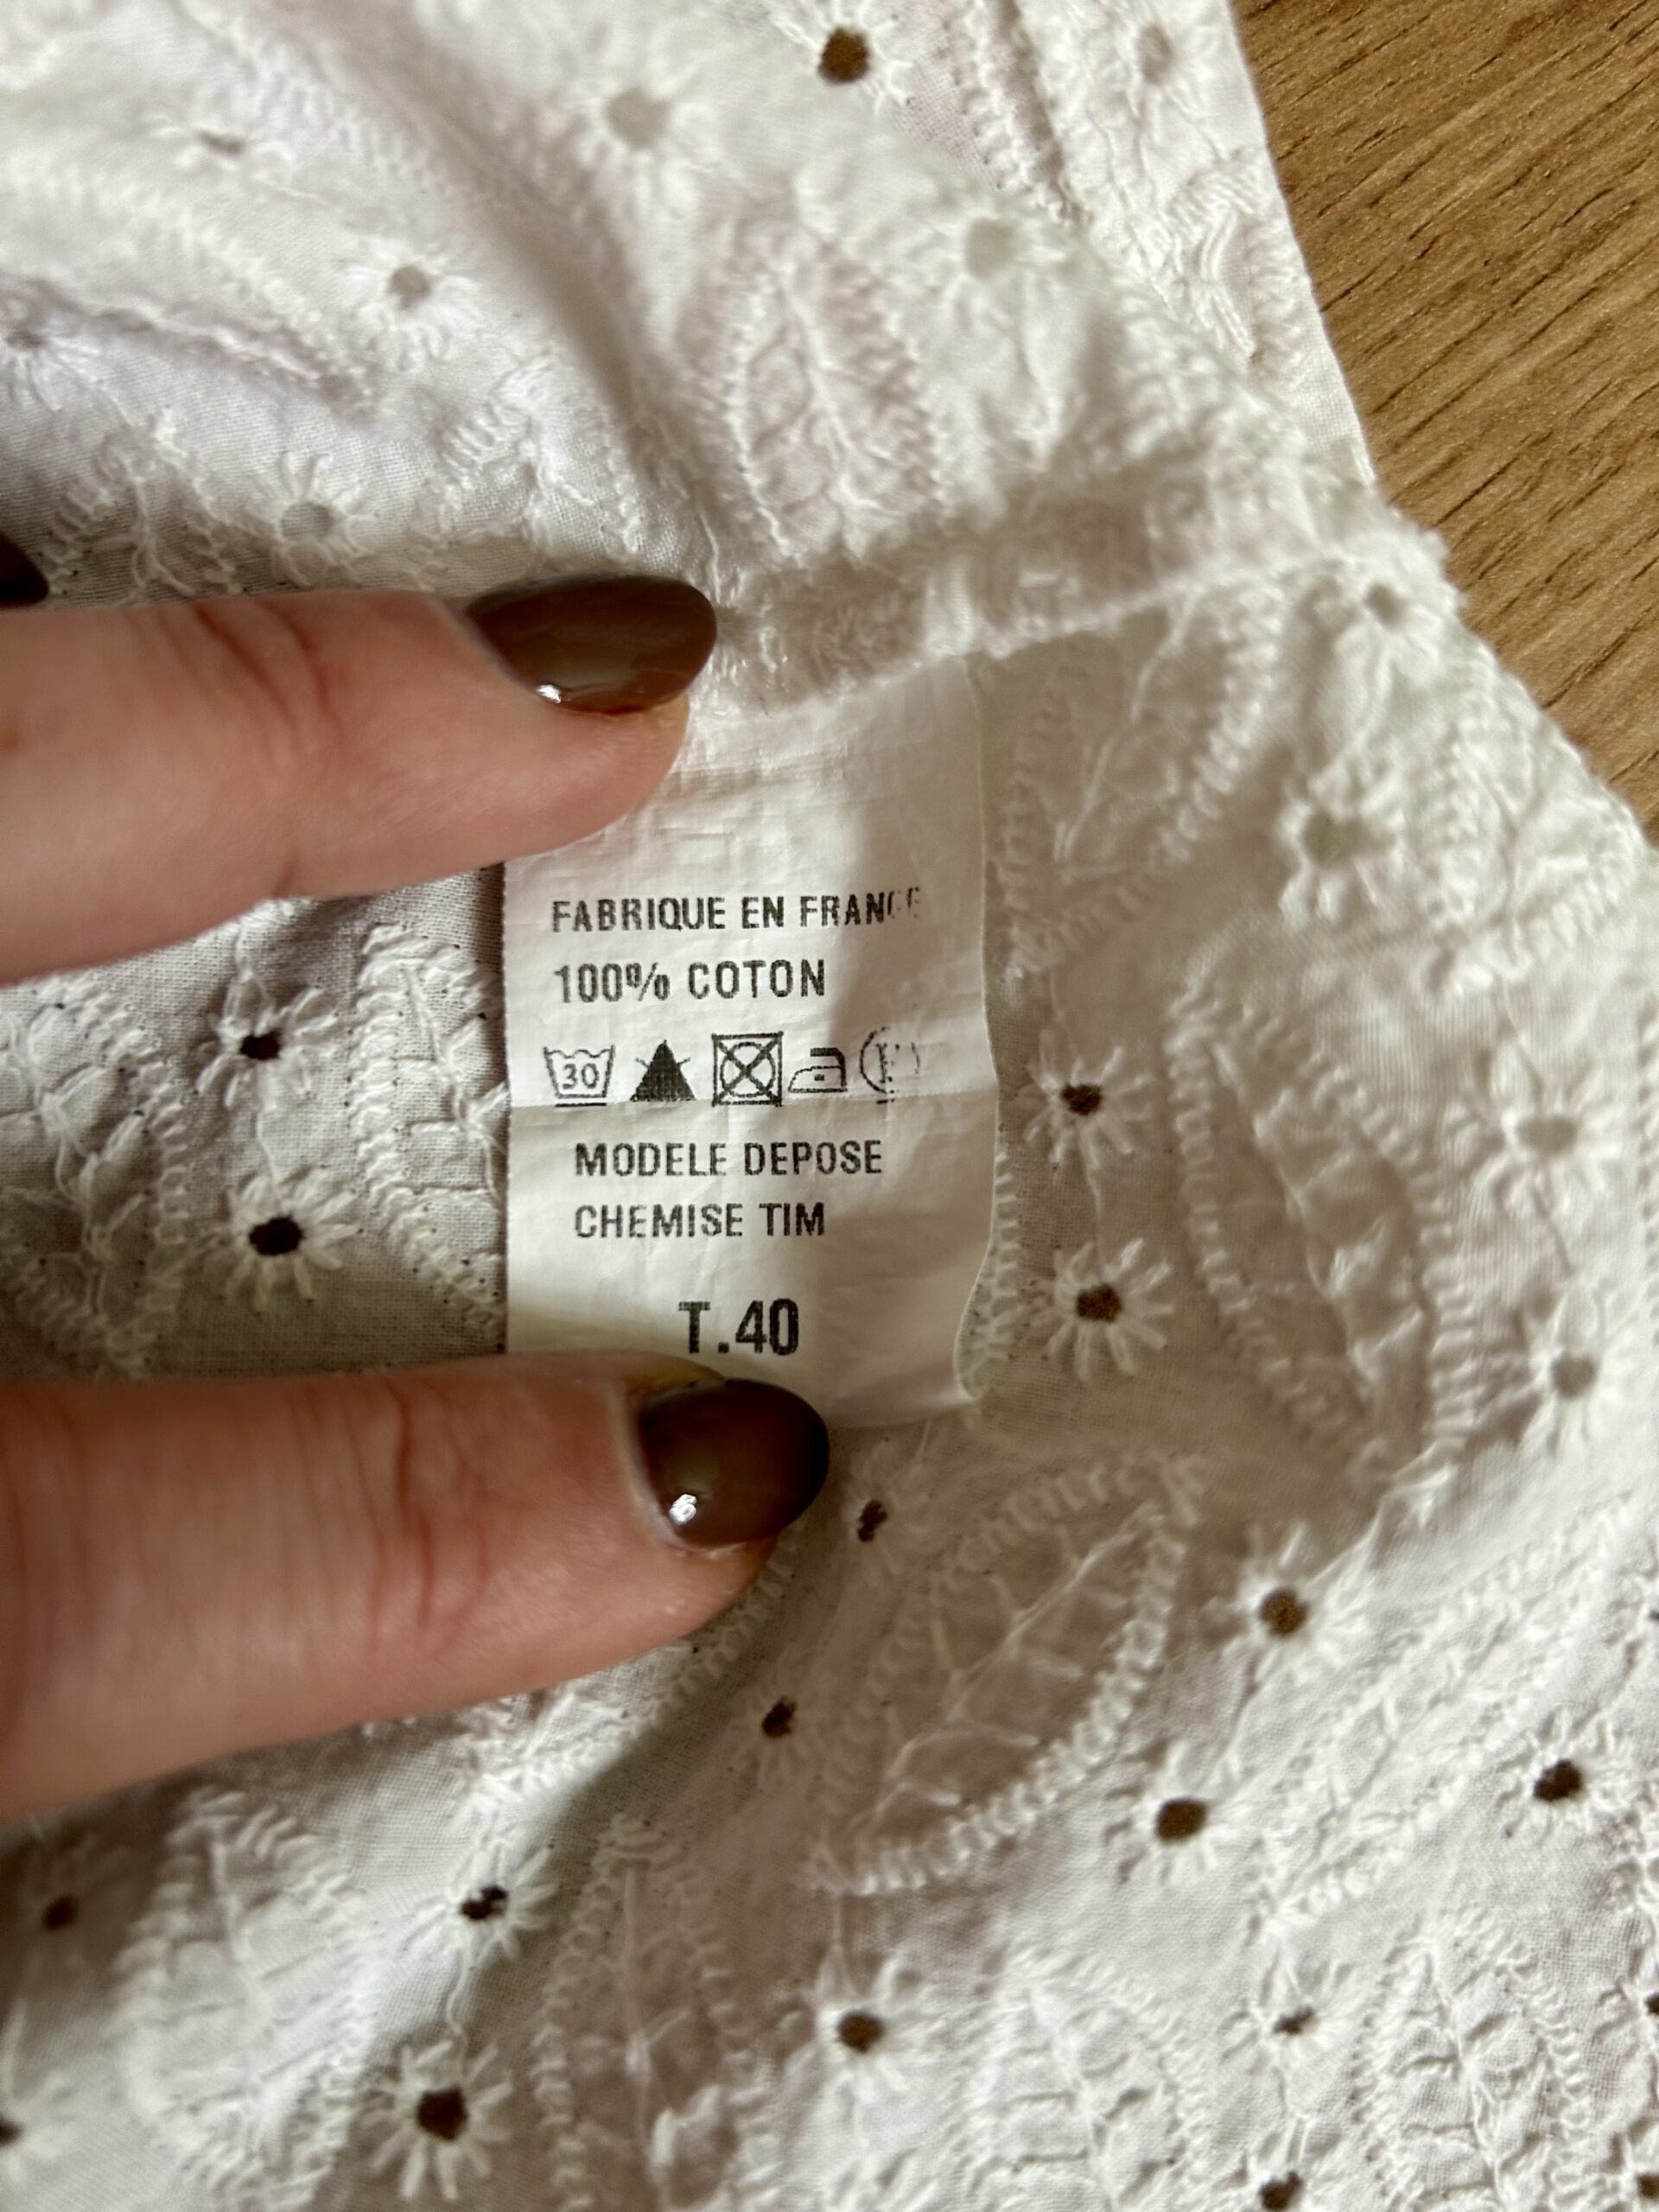 FABRIQUE EN FRANCE
100% COTON
30
MODELE DEPOSE
CHEMISE TIM
T.40